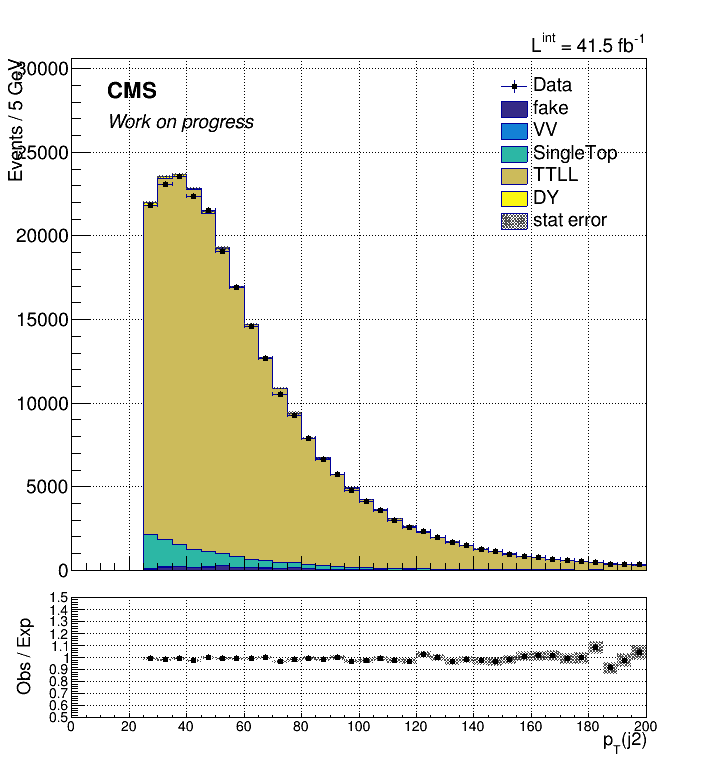 L^int = 41.5 fb^-1
Events / 5 GeV
30000
25000
20000
15000
10000
5000
0
CMS
Work on progress
Data
fake
VV
SingleTop
TTLL
DY
stat error
Obs / Exp
1.5
1.4
1.3
1.2
1.1
1
0.9
0.8
0.7
0.6
0.5
0 20 40 60 80 100 120 140 160 180 200
p_T(j2)